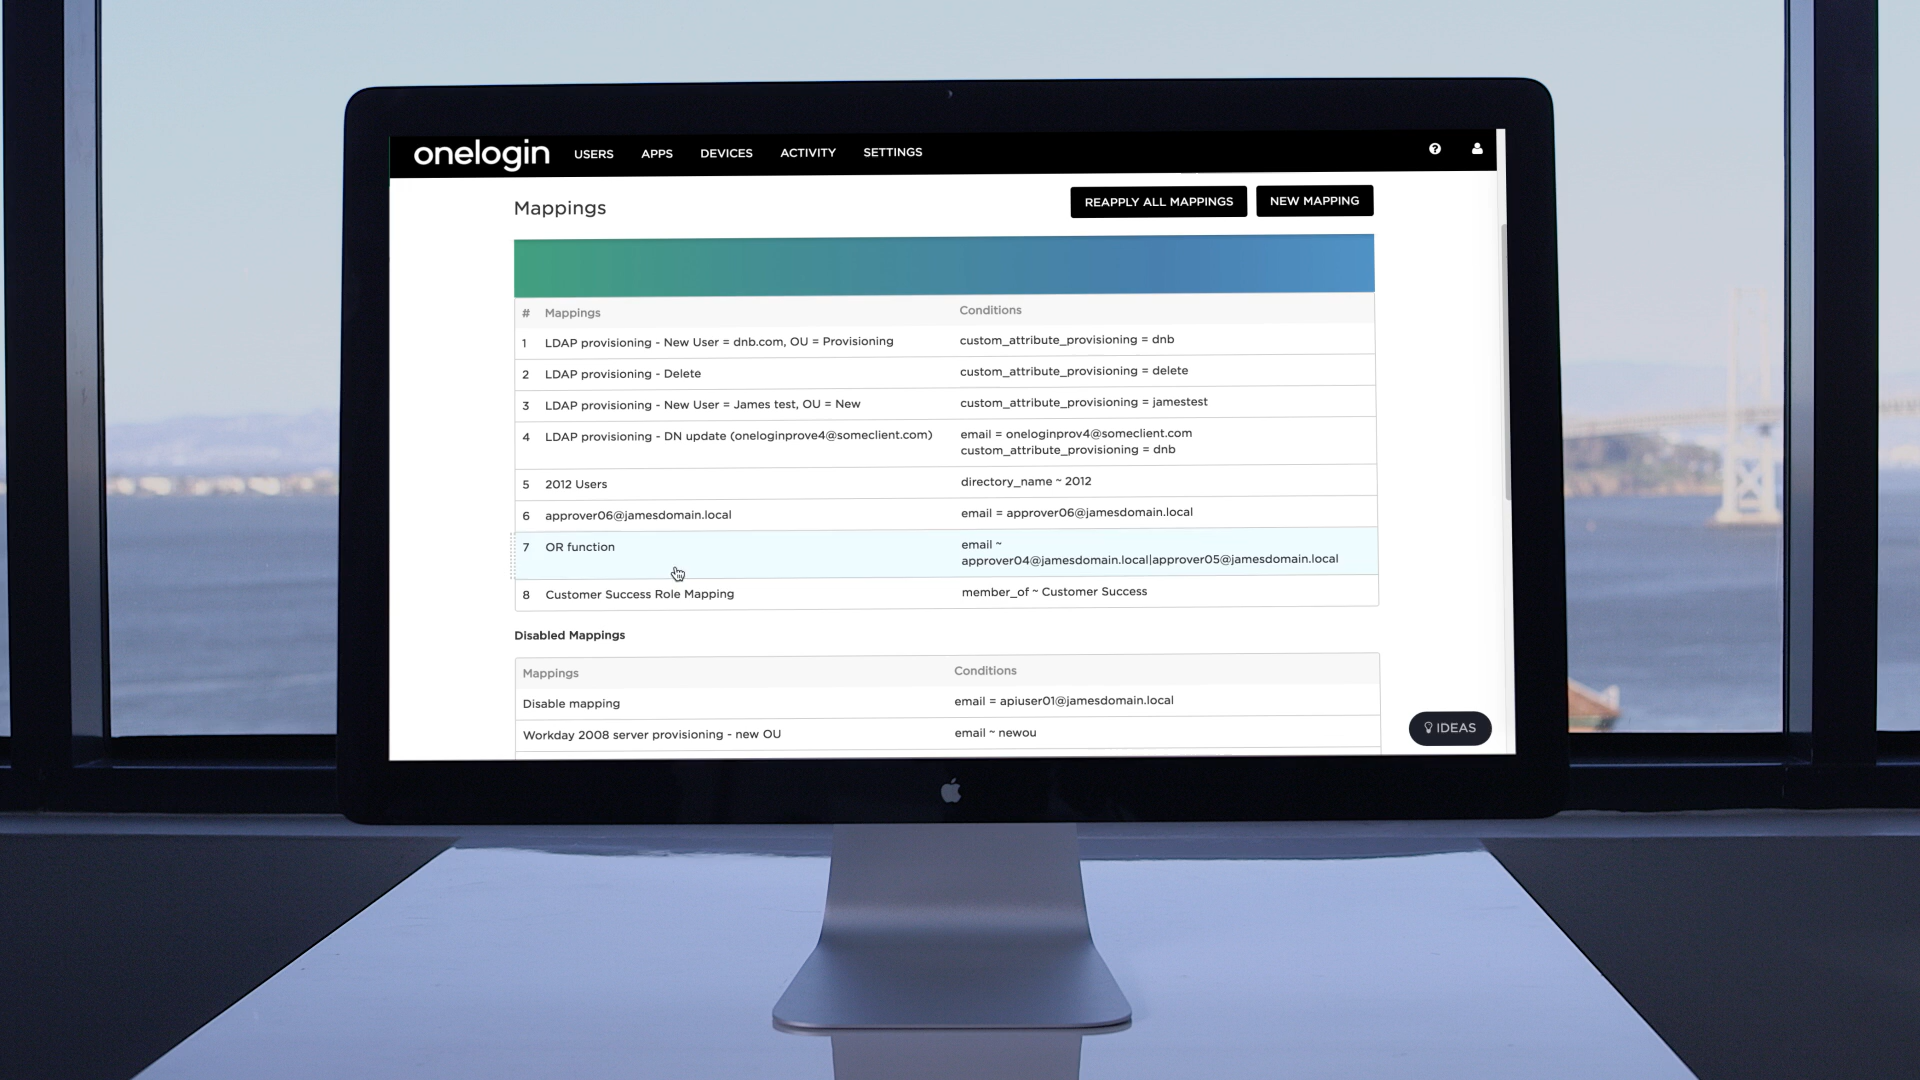 onelogin USERS APPS DEVICES ACTIVITY SETTINGS
Mappings REAPPLY ALL MAPPINGS NEW MAPPING
# Mappings Conditions
1 LDAP provisioning - New User = dnb.com, OU = Provisioning custom_attribute_provisioning = dnb
2 LDAP provisioning - Delete custom_attribute_provisioning = delete
3 LDAP provisioning - New User = James test, OU = New custom_attribute_provisioning = jamestest
4 LDAP provisioning - DN update (oneloginprove4@someclient.com) email = oneloginprov4@someclient.com
custom_attribute_provisioning = dnb
5 2012 Users directory_name ~ 2012
6 approver06@jamesdomain.local email = approver06@jamesdomain.local
7 OR function email ~
approver04@jamesdomain.local|approver05@jamesdomain.local
8 Customer Success Role Mapping member_of ~ Customer Success
Disabled Mappings
Mappings Conditions
Disable mapping email = apiuser01@jamesdomain.local
Workday 2008 server provisioning - new OU email ~ newou
IDEAS